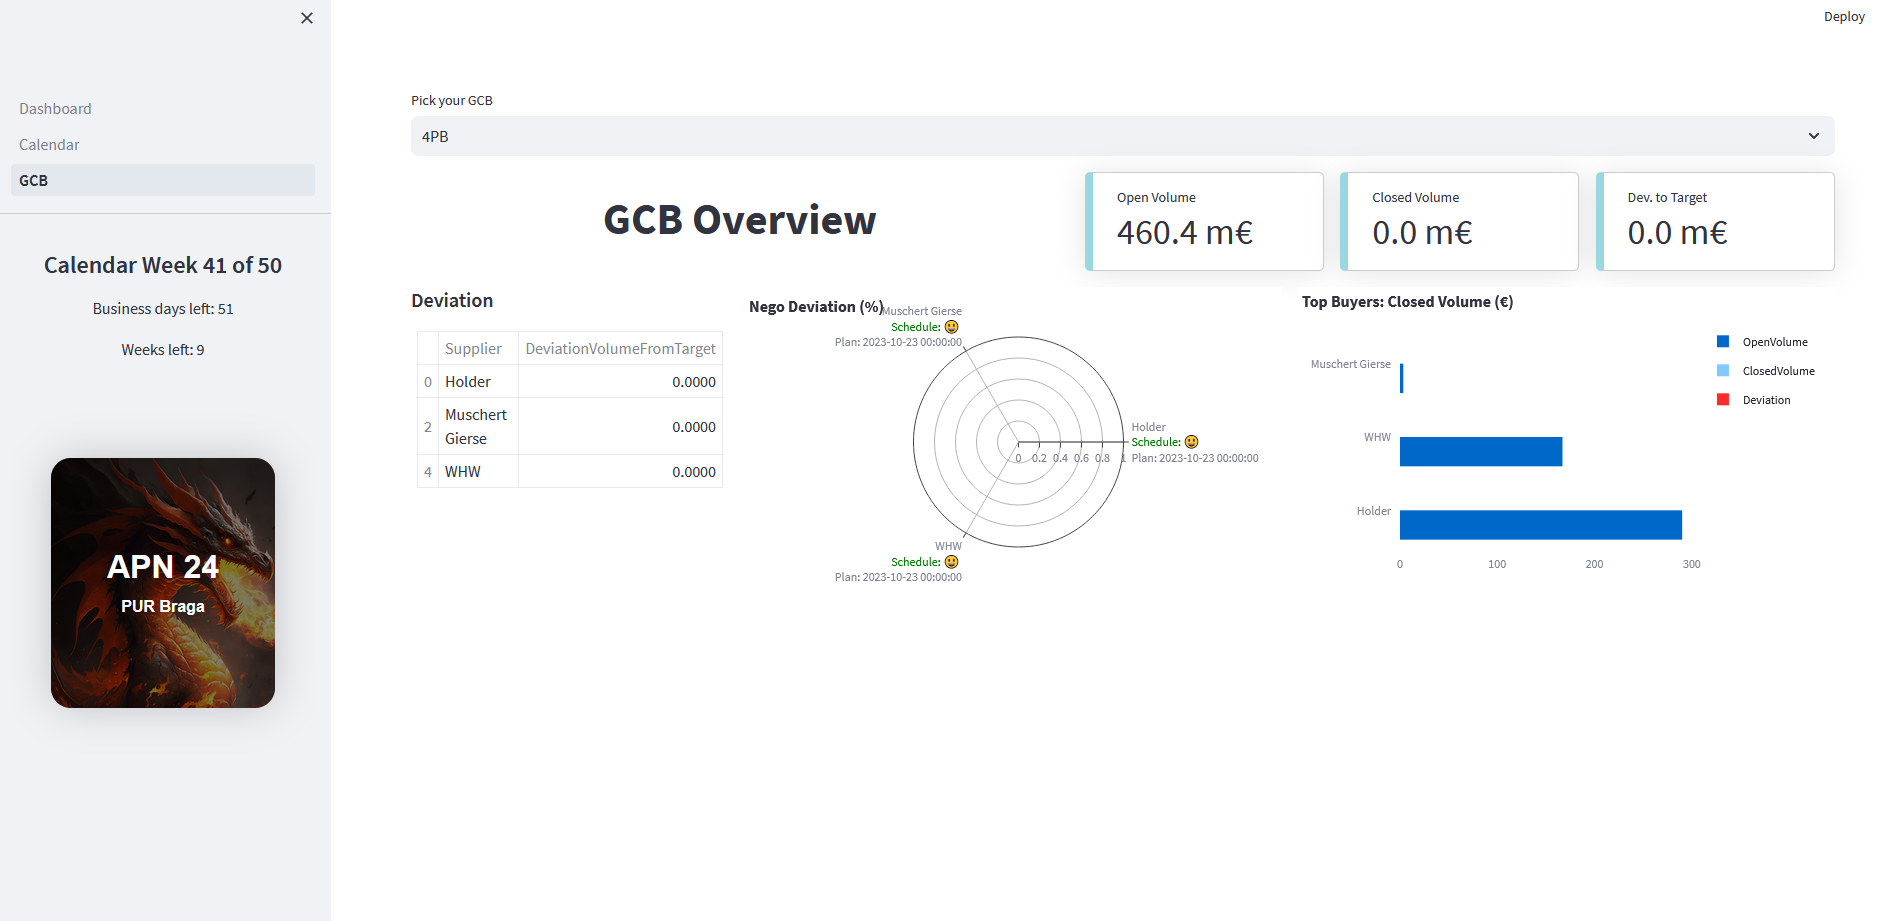 Deploy
Dashboard
Calendar
GCB
Calendar Week 41 of 50
Business days left: 51
Weeks left: 9
APN 24
PUR Braga
Pick your GCB
4PB
GCB Overview
Open Volume
460.4 m€
Closed Volume
0.0 m€
Dev. to Target
0.0 m€
Deviation
Supplier DeviationVolumeFromTarget
0 Holder 0.0000
2 Muschert Gierse 0.0000
4 WHW 0.0000
Nego Deviation (%)
Muschert Gierse
Schedule: 🙂
Plan: 2023-10-23 00:00:00
Holder
Schedule: 🙂
Plan: 2023-10-23 00:00:00
0 0.2 0.4 0.6 0.8 1
WHW
Schedule: 🙂
Plan: 2023-10-23 00:00:00
Top Buyers: Closed Volume (€)
Muschert Gierse
WHW
Holder
0 100 200 300
OpenVolume
ClosedVolume
Deviation